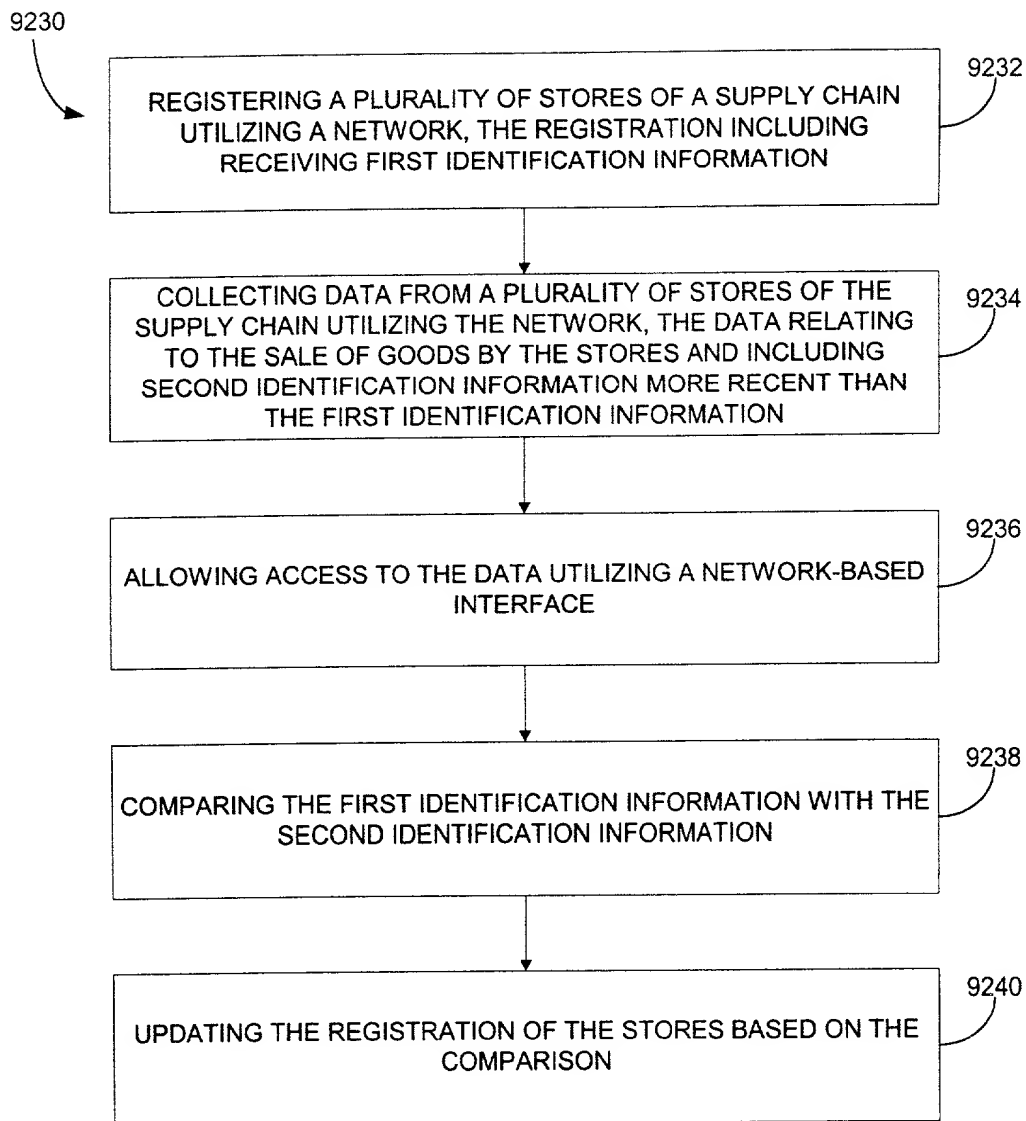 9230
9232
REGISTERING A PLURALITY OF STORES OF A SUPPLY CHAIN
UTILIZING A NETWORK, THE REGISTRATION INCLUDING
RECEIVING FIRST IDENTIFICATION INFORMATION
9234
COLLECTING DATA FROM A PLURALITY OF STORES OF THE
SUPPLY CHAIN UTILIZING THE NETWORK, THE DATA RELATING
TO THE SALE OF GOODS BY THE STORES AND INCLUDING
SECOND IDENTIFICATION INFORMATION MORE RECENT THAN
THE FIRST IDENTIFICATION INFORMATION
9236
ALLOWING ACCESS TO THE DATA UTILIZING A NETWORK-BASED
INTERFACE
9238
COMPARING THE FIRST IDENTIFICATION INFORMATION WITH THE
SECOND IDENTIFICATION INFORMATION
9240
UPDATING THE REGISTRATION OF THE STORES BASED ON THE
COMPARISON